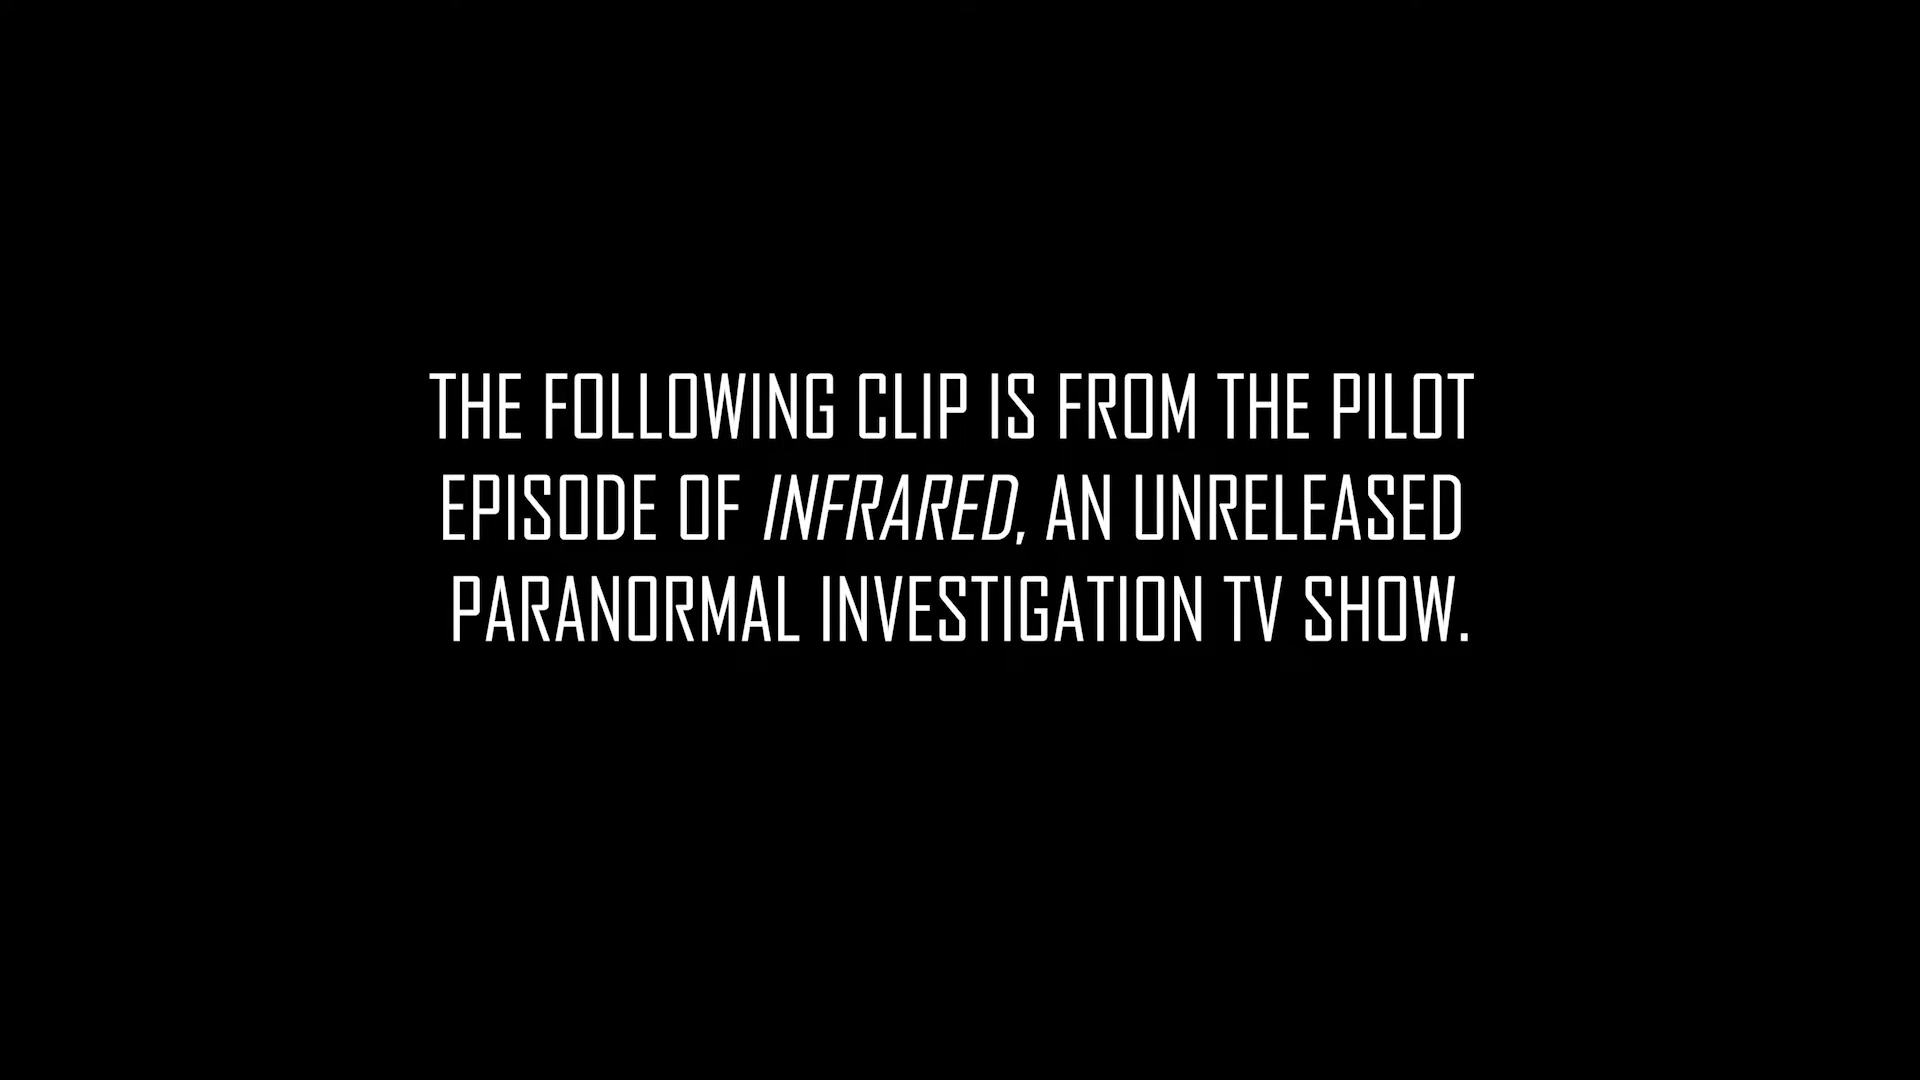 THE FOLLOWING CLIP IS FROM THE PILOT
EPISODE OF INFRARED, AN UNRELEASED
PARANORMAL INVESTIGATION TV SHOW.